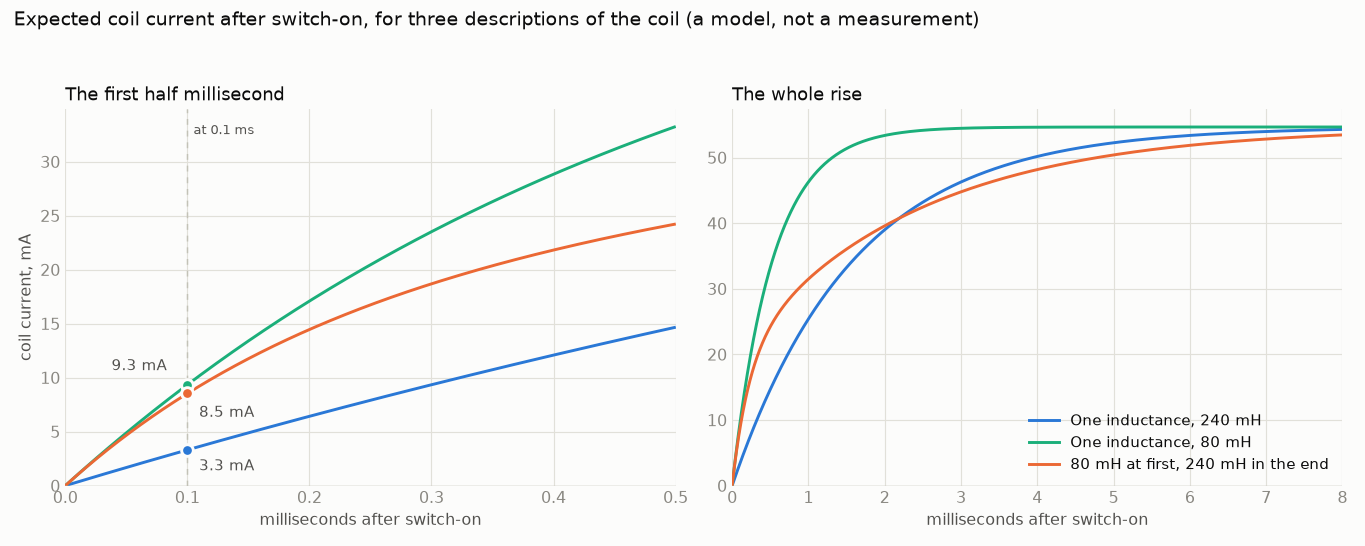 Expected coil current after switch-on, for three descriptions of the coil (a model, not a measurement)
The first half millisecond
at 0.1 ms
coil current, mA
30
25
20
15
10
5
0
9.3 mA
8.5 mA
3.3 mA
0.0 0.1 0.2 0.3 0.4 0.5
milliseconds after switch-on
The whole rise
50
40
30
20
10
0
One inductance, 240 mH
One inductance, 80 mH
80 mH at first, 240 mH in the end
0 1 2 3 4 5 6 7 8
milliseconds after switch-on